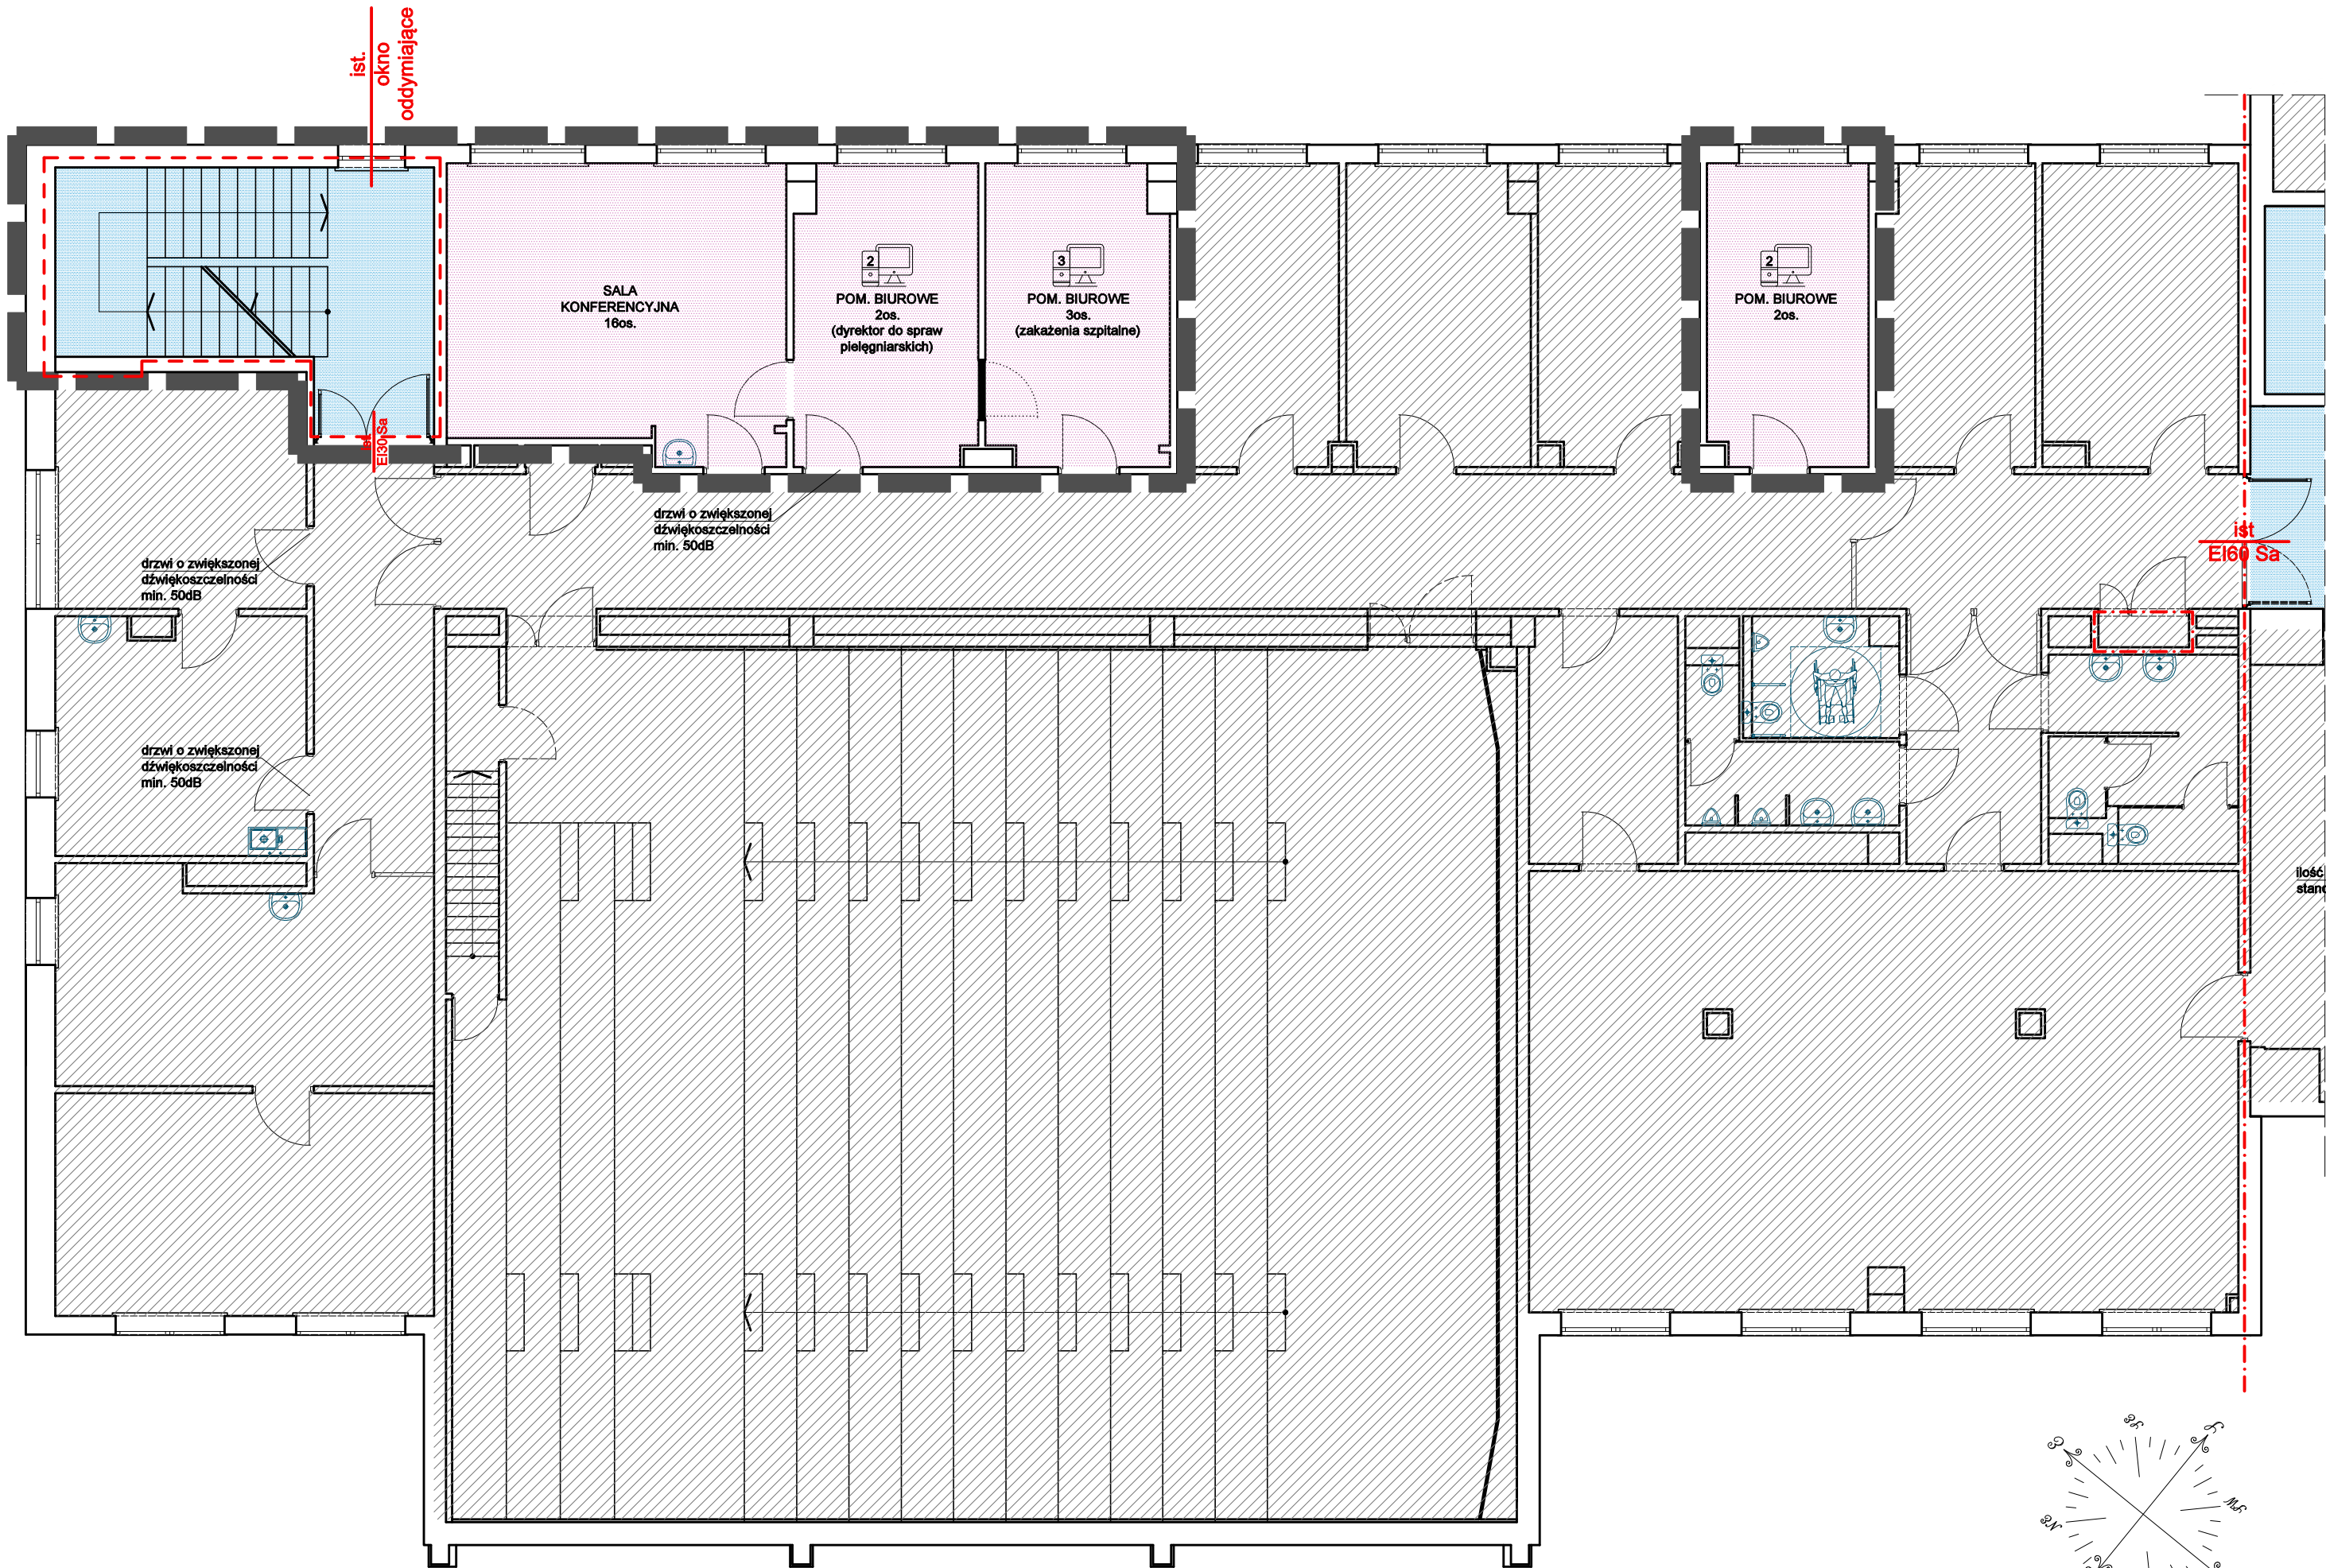 ist.
okno
oddymiające
SALA
KONFERENCYJNA
16os.
2
POM. BIUROWE
2os.
(dyrektor do spraw
pielęgniarskich)
3
POM. BIUROWE
3os.
(zakażenia szpitalne)
2
POM. BIUROWE
2os.
EI30 Sa
drzwi o zwiększonej
dźwiękoszczelności
min. 50dB
drzwi o zwiększonej
dźwiękoszczelności
min. 50dB
drzwi o zwiększonej
dźwiękoszczelności
min. 50dB
ist
EI60 Sa
ilość